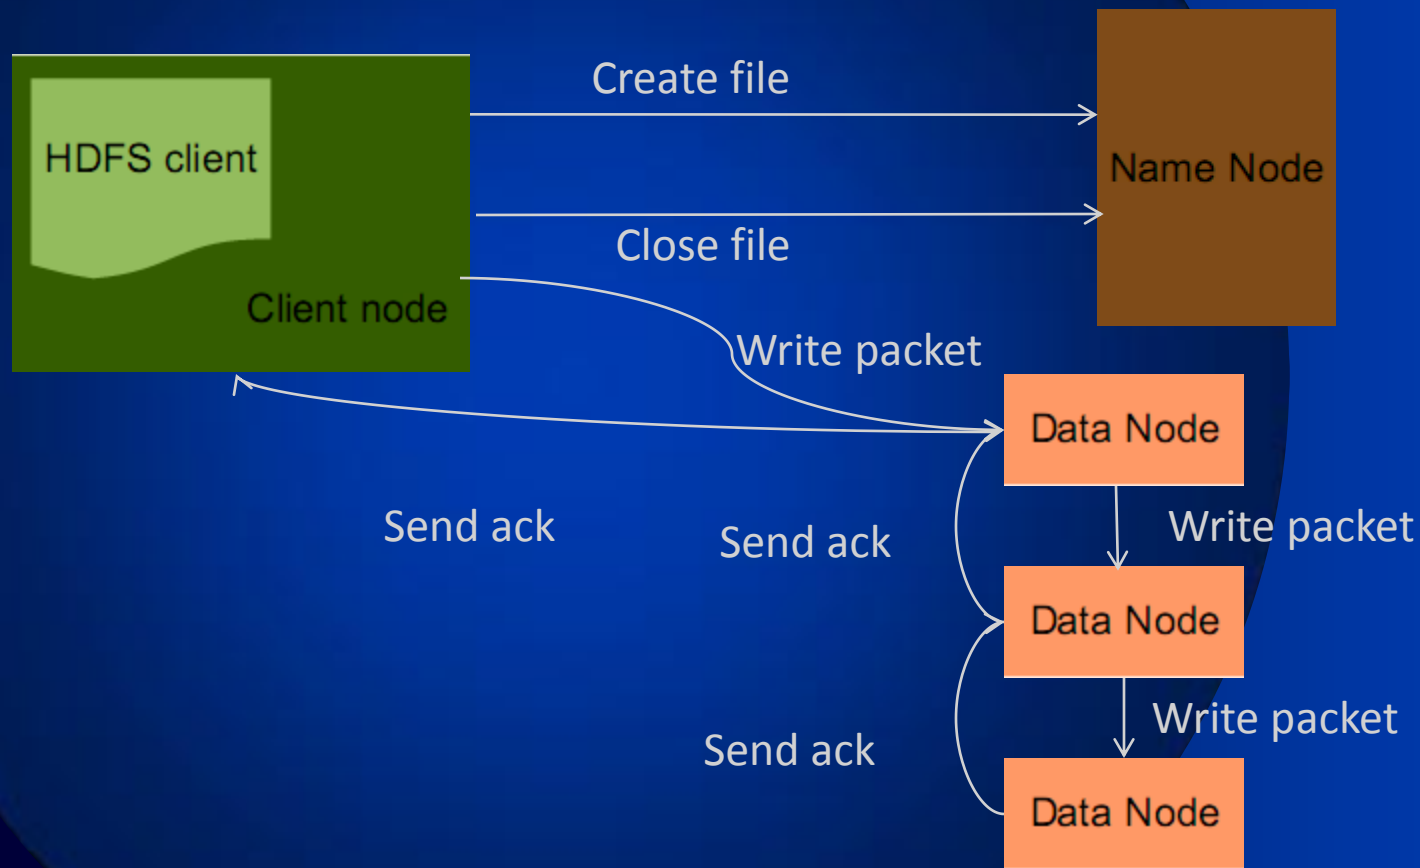 Create file
HDFS client
Name Node
Close file
Client node
Write packet
Data Node
Send ack
Send ack
Write packet
Data Node
Write packet
Send ack
Data Node